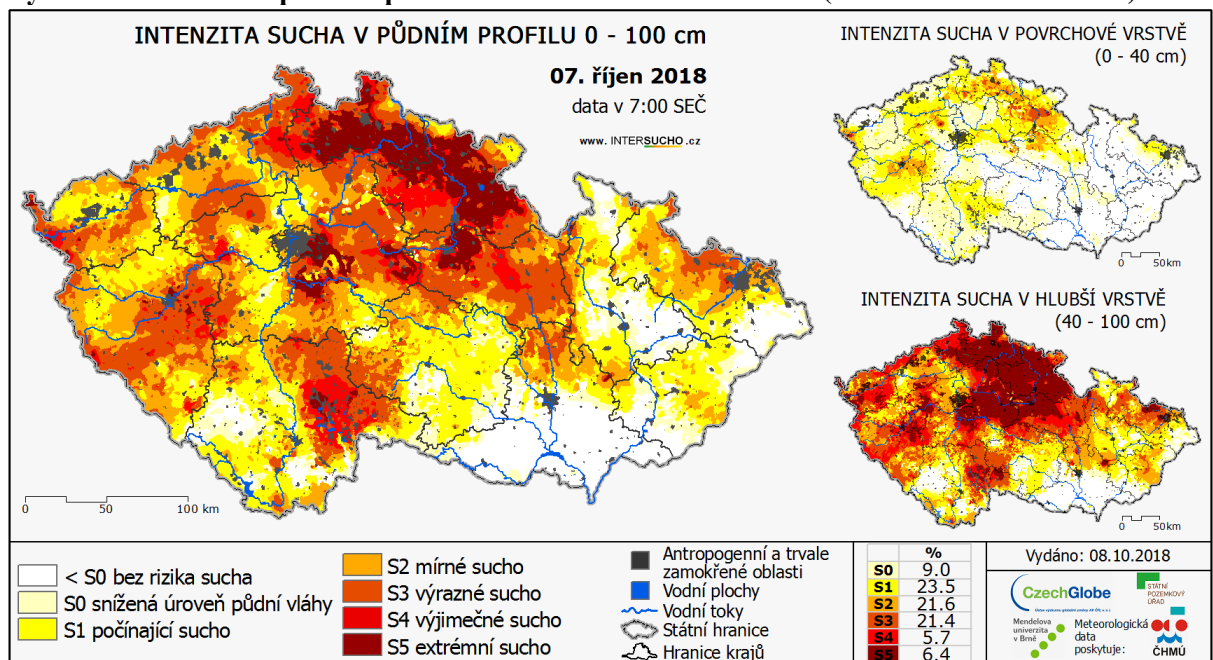 INTENZITA SUCHA V PŮDNÍM PROFILU 0 - 100 cm
07. říjen 2018
data v 7:00 SEČ
www. INTERSUCHO .cz
INTENZITA SUCHA V POVRCHOVÉ VRSTVĚ
(0 - 40 cm)
0 50km
INTENZITA SUCHA V HLUBŠÍ VRSTVĚ
(40 - 100 cm)
0 50km
0 50 100 km
< S0 bez rizika sucha
S0 snížená úroveň půdní vláhy
S1 počínající sucho
S2 mírné sucho
S3 výrazné sucho
S4 výjimečné sucho
S5 extrémní sucho
Antropogenní a trvale
zamokřené oblasti
Vodní plochy
Vodní toky
Státní hranice
Hranice krajů
%
S0 9.0
S1 23.5
S2 21.6
S3 21.4
S4 5.7
S5 6.4
Vydáno: 08.10.2018
CzechGlobe
STÁTNÍ
POZEMKOVÝ
ÚŘAD
Mendelova
univerzita
v Brně
Meteorologická
data
poskytuje:
ČHMÚ